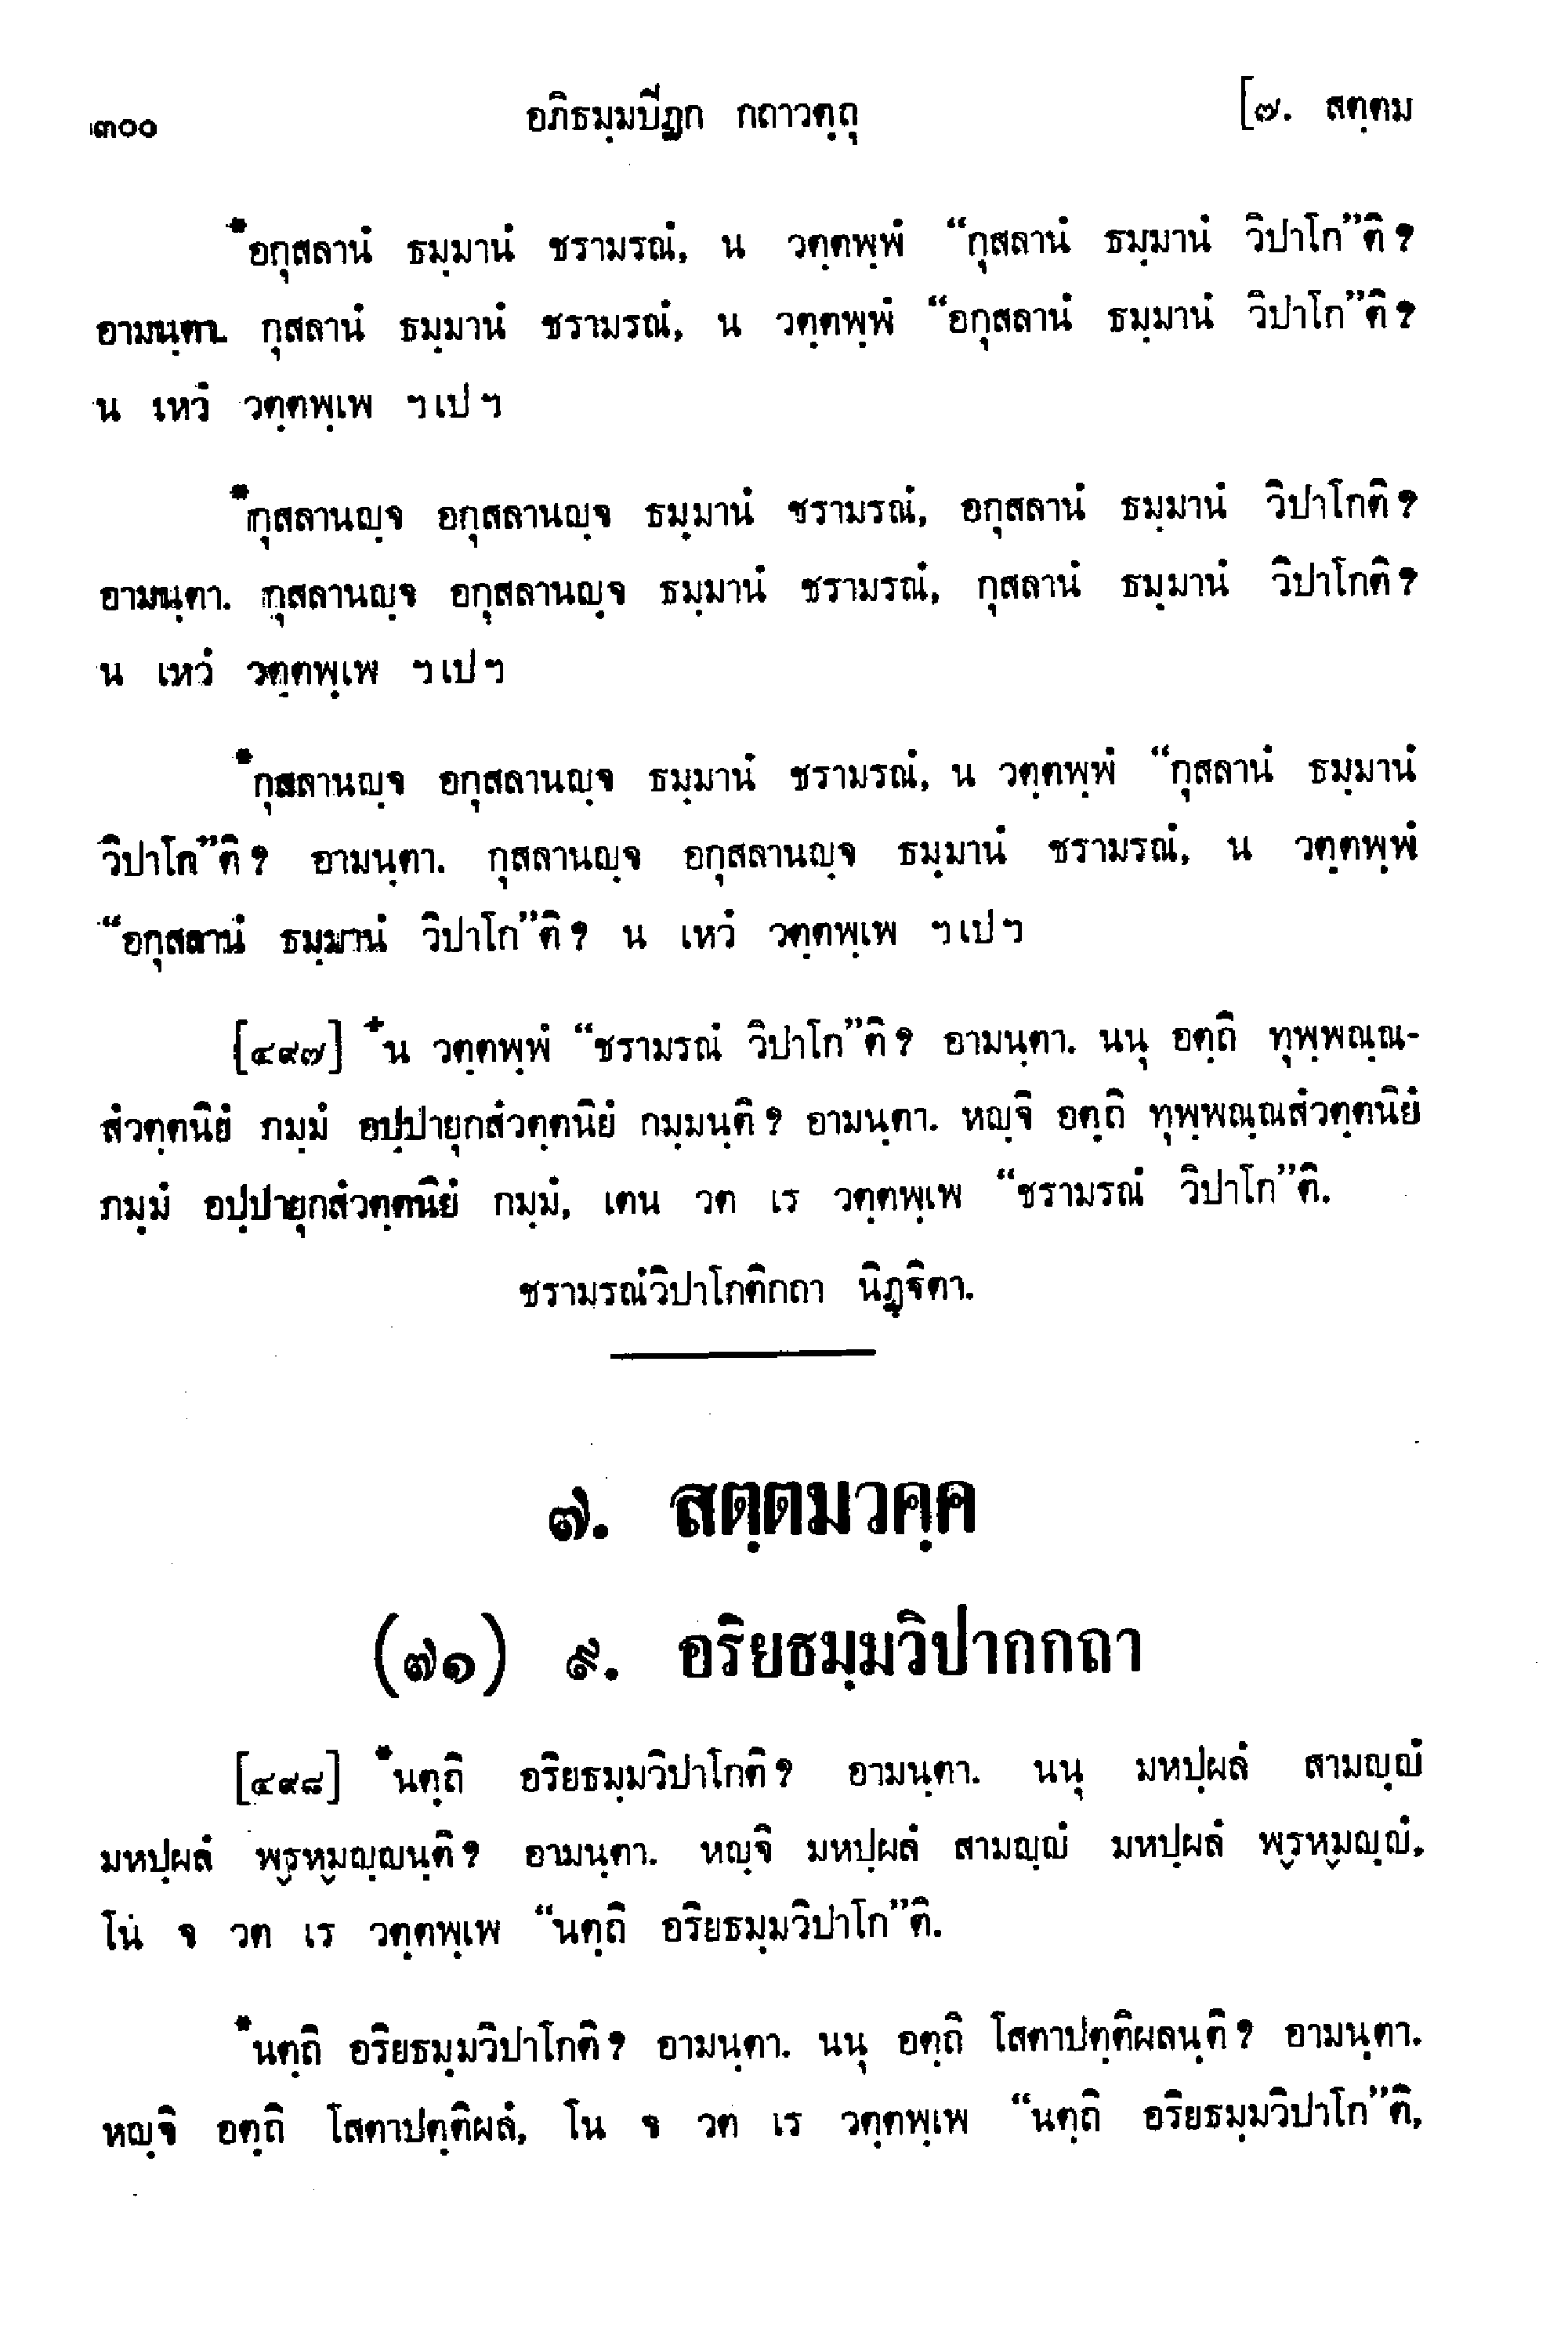 ๓๐๐ อภิธมฺมปิฏก กถาวตฺถุ [๗. สตฺตม
*อกุสลานํ ธมฺมานํ ชรามรณํ, น วตฺตพฺพํ “กุสลานํ ธมฺมานํ วิปาโก”ติ ?
อามนฺตา. กุสลานํ ธมฺมานํ ชรามรณํ, น วตฺตพฺพํ “อกุสลานํ ธมฺมานํ วิปาโก”ติ ?
น เหวํ วตฺตพฺเพ ฯเปฯ
*กุสลานญฺจ อกุสลานญฺจ ธมฺมานํ ชรามรณํ, อกุสลานํ ธมฺมานํ วิปาโกติ ?
อามนฺตา. กุสลานญฺจ อกุสลานญฺจ ธมฺมานํ ชรามรณํ, กุสลานํ ธมฺมานํ วิปาโกติ ?
น เหวํ วตฺตพฺเพ ฯเปฯ
*กุสลานญฺจ อกุสลานญฺจ ธมฺมานํ ชรามรณํ, น วตฺตพฺพํ “กุสลานํ ธมฺมานํ
วิปาโก”ติ ? อามนฺตา. กุสลานญฺจ อกุสลานญฺจ ธมฺมานํ ชรามรณํ, น วตฺตพฺพํ
“อกุสลานํ ธมฺมานํ วิปาโก”ติ ? น เหวํ วตฺตพฺเพ ฯเปฯ
[๔๙๗] *น วตฺตพฺพํ “ชรามรณํ วิปาโก”ติ ? อามนฺตา. นนุ อตฺถิ ทุพฺพณฺณ-
สํวตฺตนิยํ กมฺมํ อปฺปายุกสํวตฺตนิยํ กมฺมนฺติ ? อามนฺตา. หญฺจิ อตฺถิ ทุพฺพณฺณสํวตฺตนิยํ
กมฺมํ อปฺปายุกสํวตฺตนิยํ กมฺมํ, เตน วต เร วตฺตพฺเพ “ชรามรณํ วิปาโก”ติ.
ชรามรณํวิปาโกติกถา นิฏฺฐิตา.
๗. สตฺตมวคฺค
(๗๑) ๙. อริยธมฺมวิปากกถา
[๔๙๘] *นตฺถิ อริยธมฺมวิปาโกติ ? อามนฺตา. นนุ มหปฺผลํ สามญฺญํ
มหปฺผลํ พฺรหฺมญฺญนฺติ ? อามนฺตา. หญฺจิ มหปฺผลํ สามญฺญํ มหปฺผลํ พฺรหฺมญฺญํ,
โน จ วต เร วตฺตพฺเพ “นตฺถิ อริยธมฺมวิปาโก”ติ.
*นตฺถิ อริยธมฺมวิปาโกติ ? อามนฺตา. นนุ อตฺถิ โสตาปตฺติผลนฺติ ? อามนฺตา.
หญฺจิ อตฺถิ โสตาปตฺติผลํ, โน จ วต เร วตฺตพฺเพ “นตฺถิ อริยธมฺมวิปาโก”ติ,